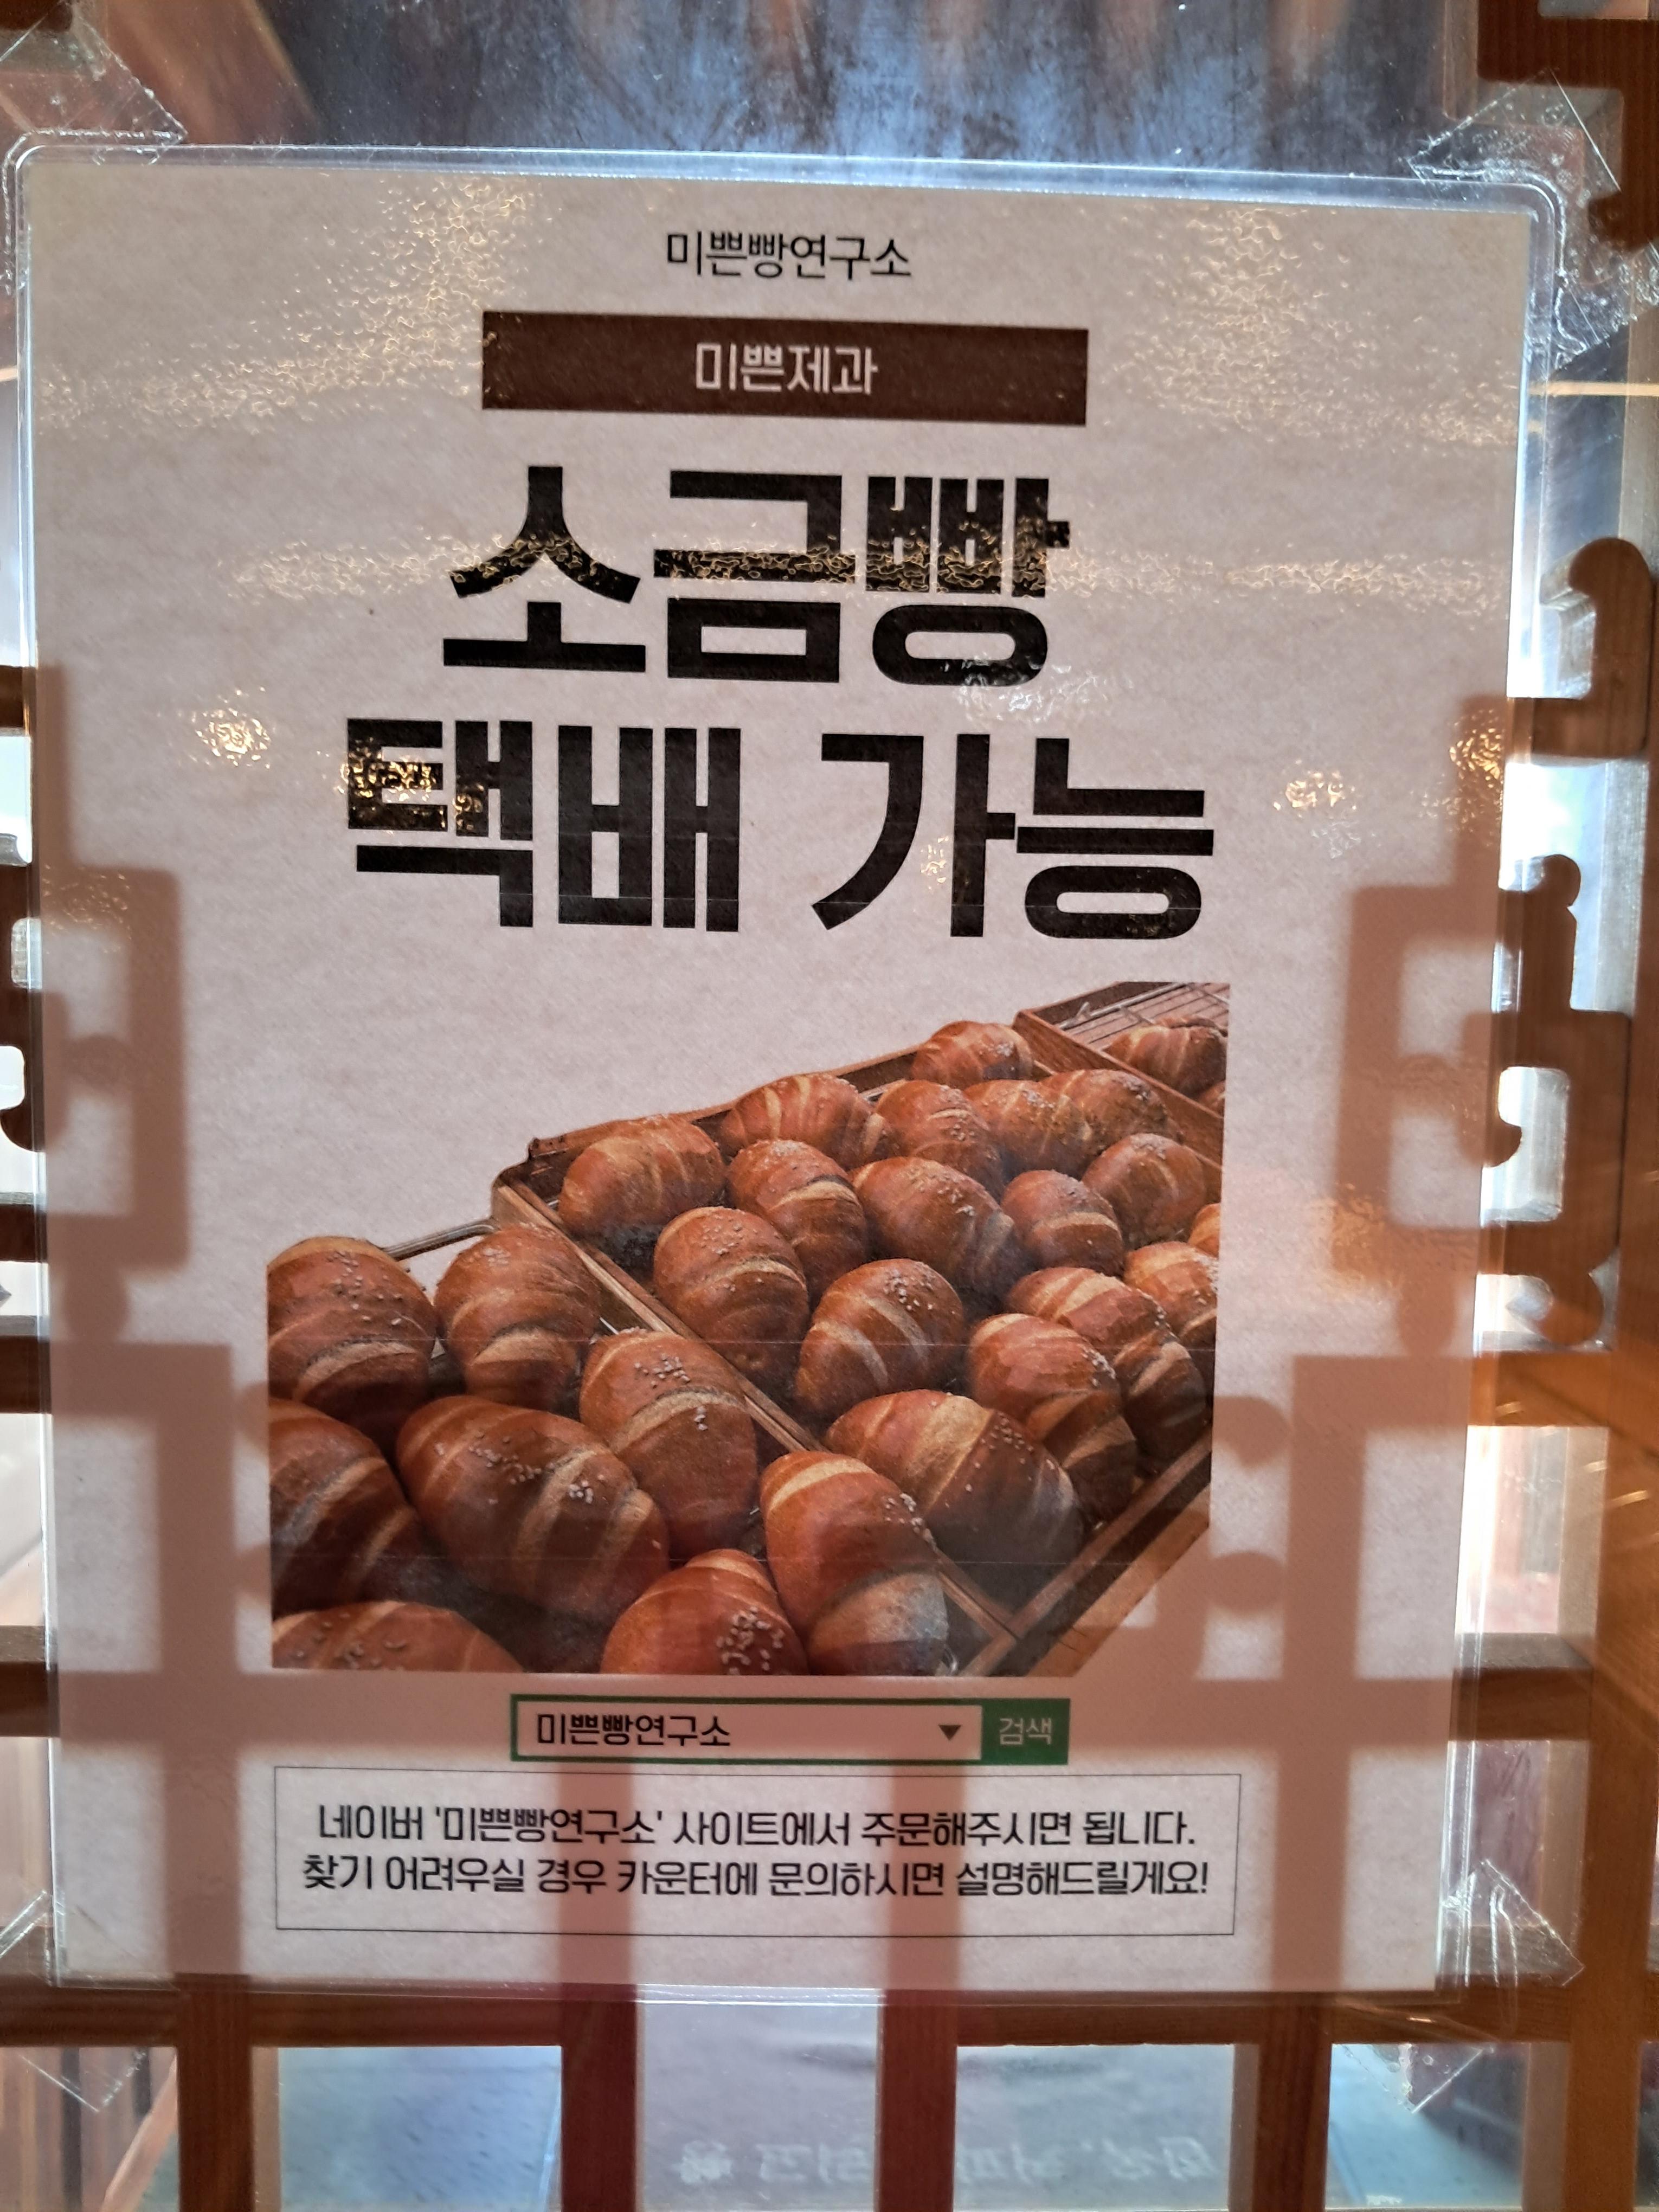 미쁜빵연구소
미쁜제과
소금빵
택배 가능
미쁜빵연구소
검색
네이버 '미쁜빵연구소' 사이트에서 주문해주시면 됩니다.
찾기 어려우실 경우 카운터에 문의하시면 설명해드릴게요!